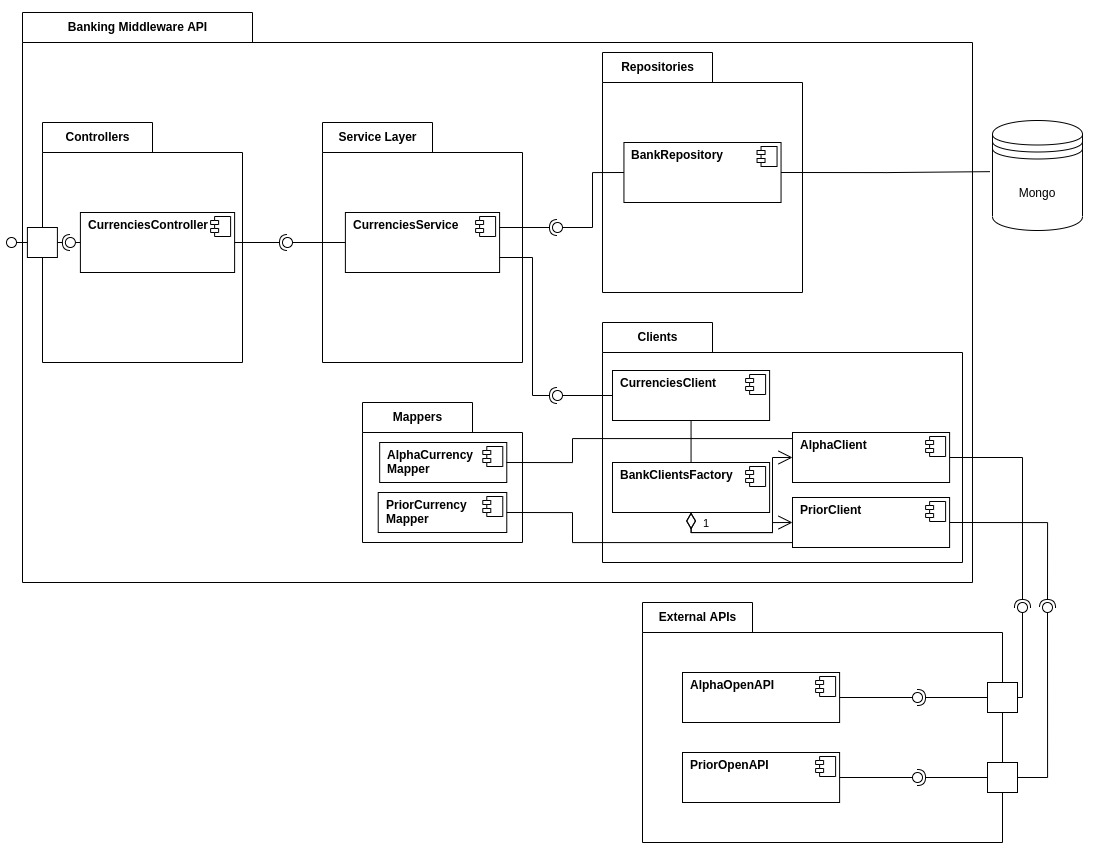 Banking Middleware API
Repositories
Controllers
Service Layer
BankRepository
Mongo
CurrenciesController
CurrenciesService
Clients
CurrenciesClient
Mappers
AlphaCurrency
Mapper
AlphaClient
BankClientsFactory
PriorCurrency
Mapper
PriorClient
1
External APIs
AlphaOpenAPI
PriorOpenAPI